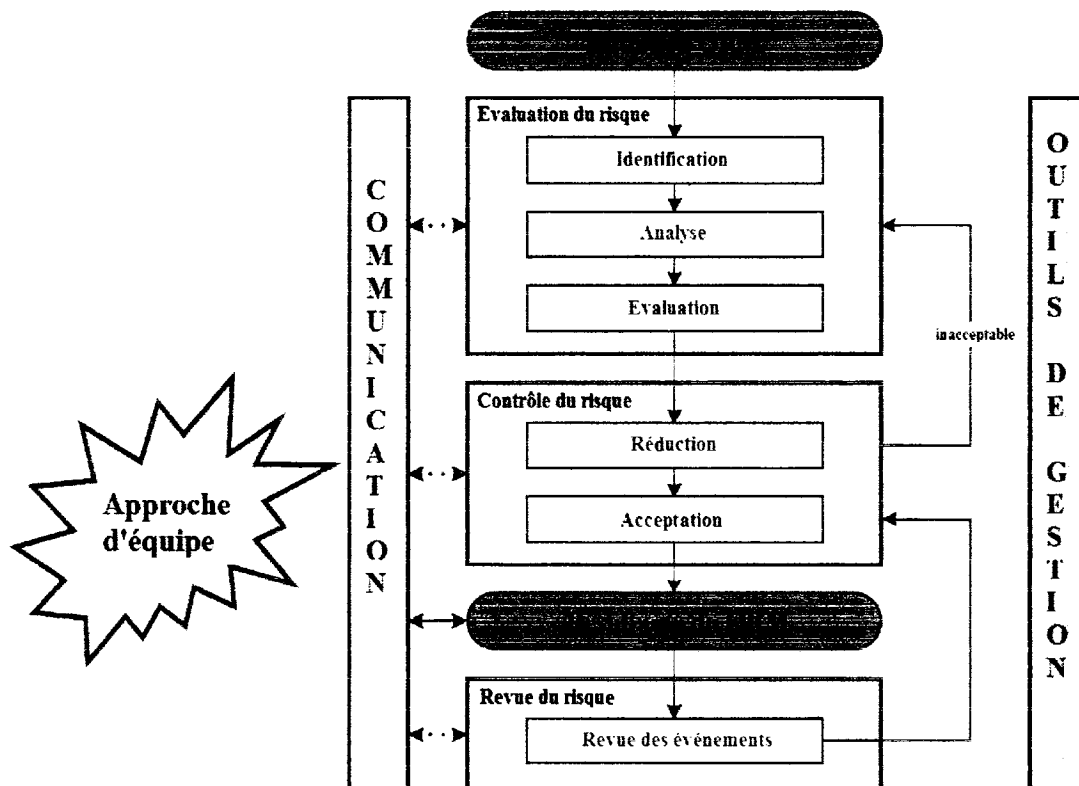 Evaluation du risque
Identification
Analyse
Evaluation
inacceptable
Contrôle du risque
Réduction
Acceptation
Revue du risque
Revue des événements
COMMUNICATION
OUTILS DE GESTION
Approche
d'équipe